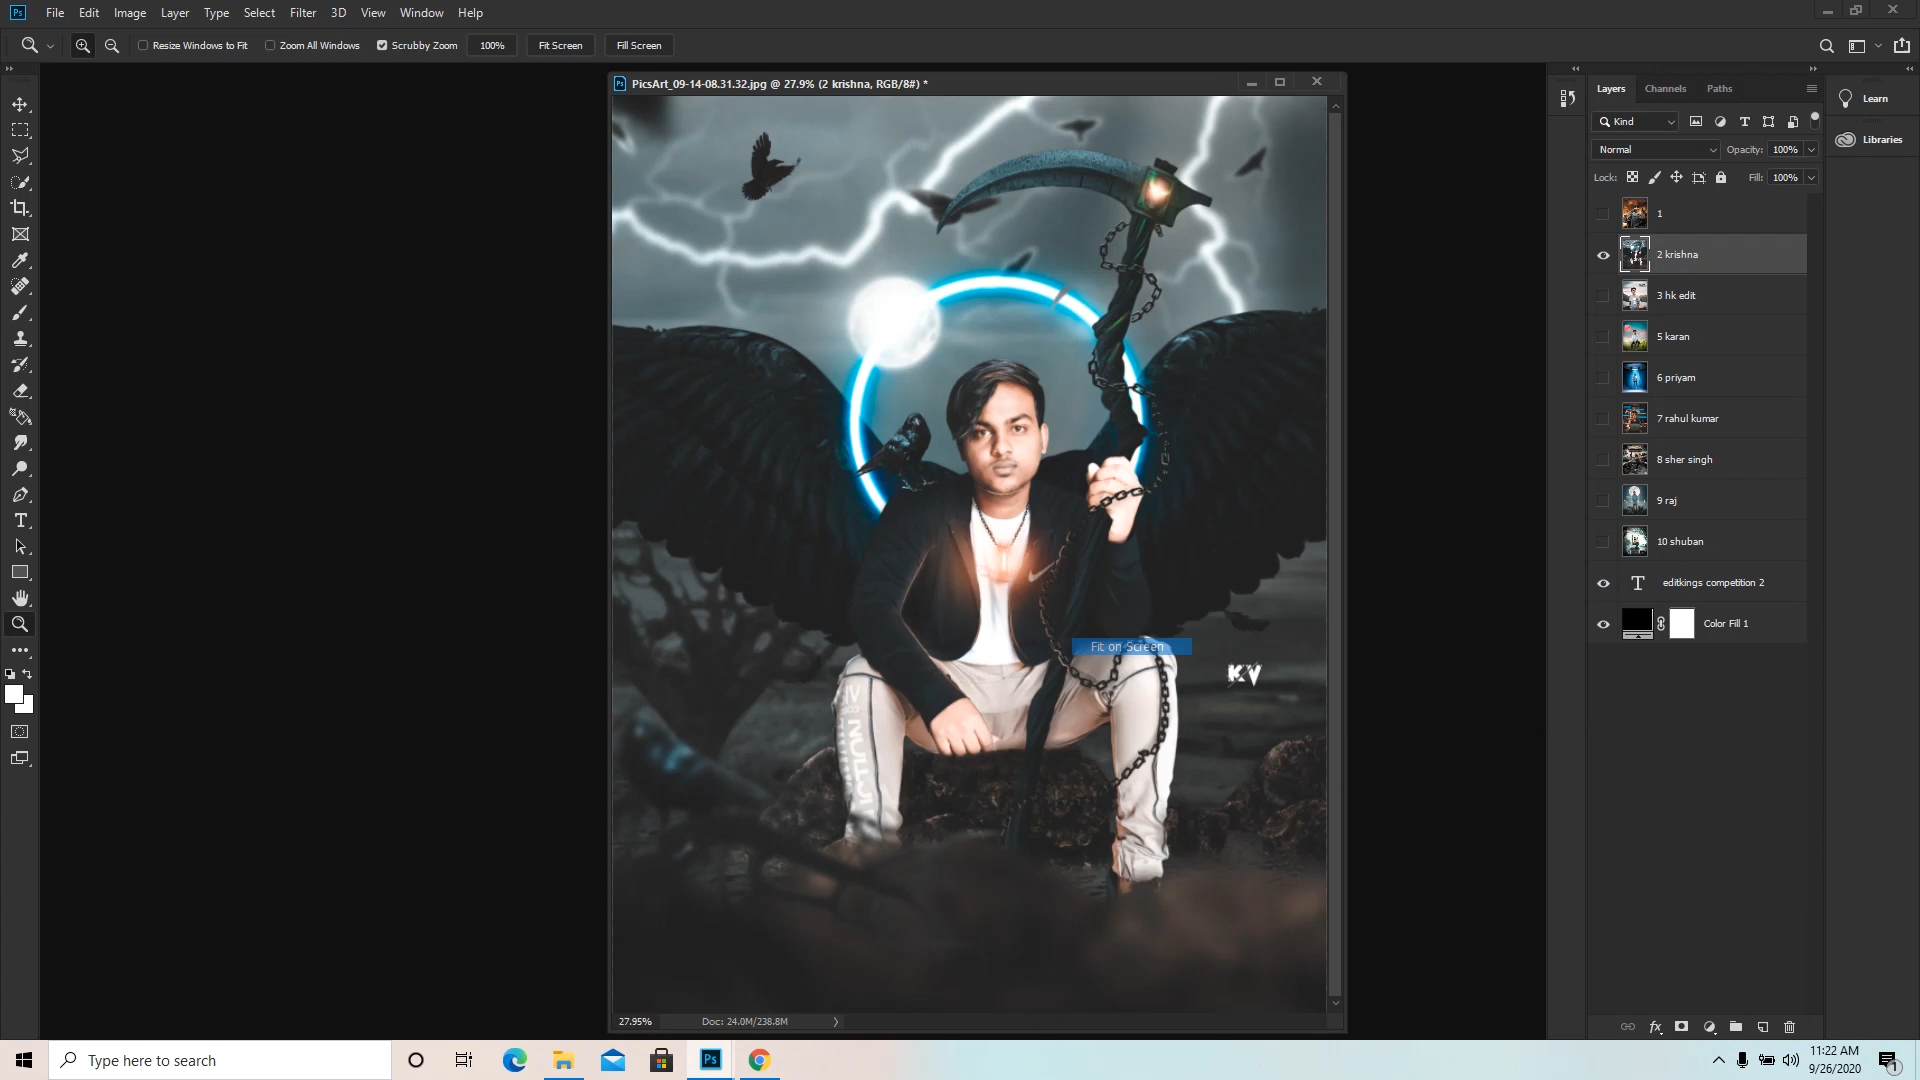 Ps File Edit Image Layer Type Select Filter 3D View Window Help
Resize Windows to Fit Zoom All Windows Scrubby Zoom 100% Fit Screen Fill Screen
PicsArt_09-14-08.31.32.jpg @ 27.9% (2 krishna, RGB/8#) *
Layers Channels Paths
Learn
Kind
Libraries
Normal Opacity: 100%
Lock: Fill: 100%
1
2 krishna
3 hk edit
5 karan
6 priyam
7 rahul kumar
8 sher singh
9 raj
10 shuban
T editkings competition 2
Color Fill 1
Fit on Screen
KV
27.95% Doc: 24.0M/238.8M
Type here to search
Ps
11:22 AM
9/26/2020
1